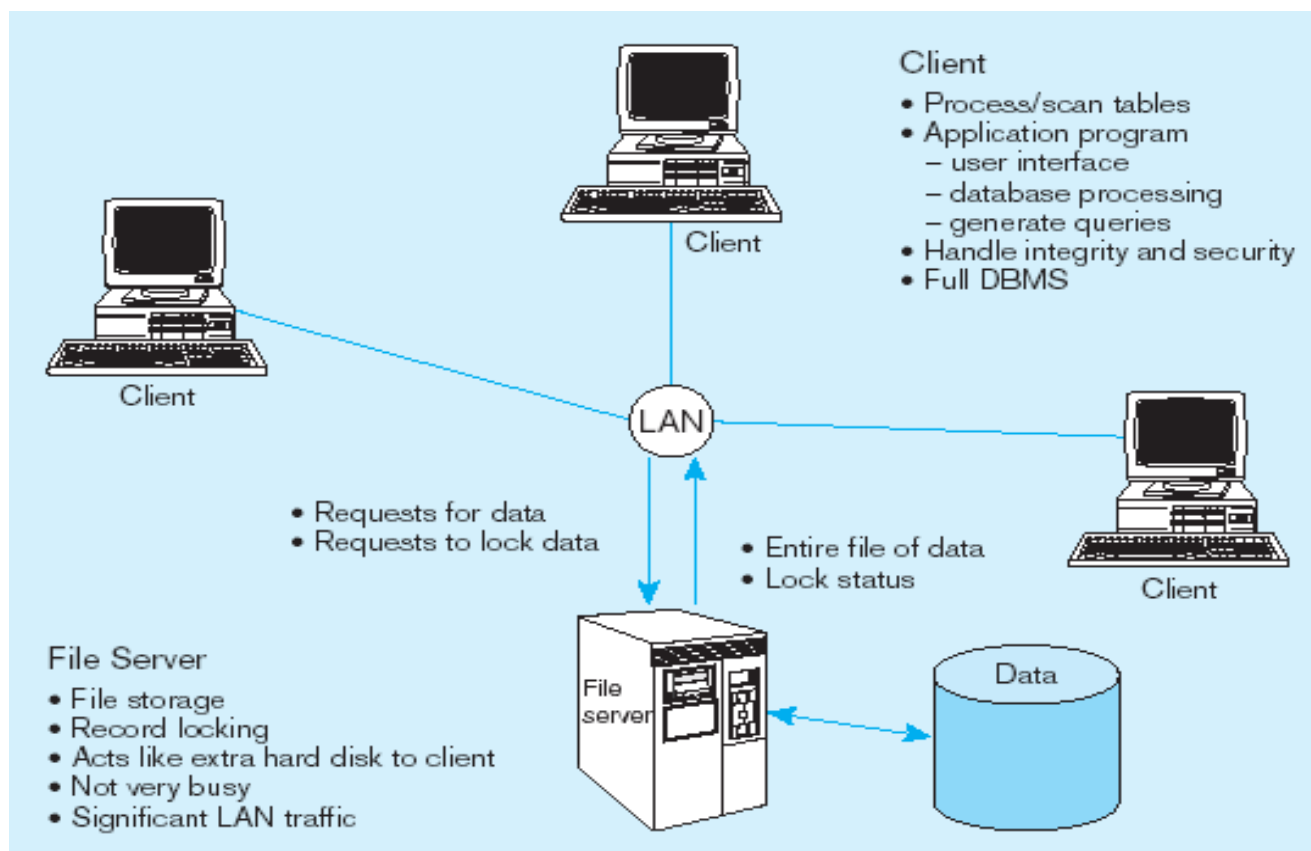 Client
• Process/scan tables
• Application program
– user interface
– database processing
– generate queries
• Handle integrity and security
• Full DBMS
Client
Client
LAN
• Requests for data
• Requests to lock data
• Entire file of data
• Lock status
Client
File Server
• File storage
• Record locking
• Acts like extra hard disk to client
• Not very busy
• Significant LAN traffic
File
server
Data